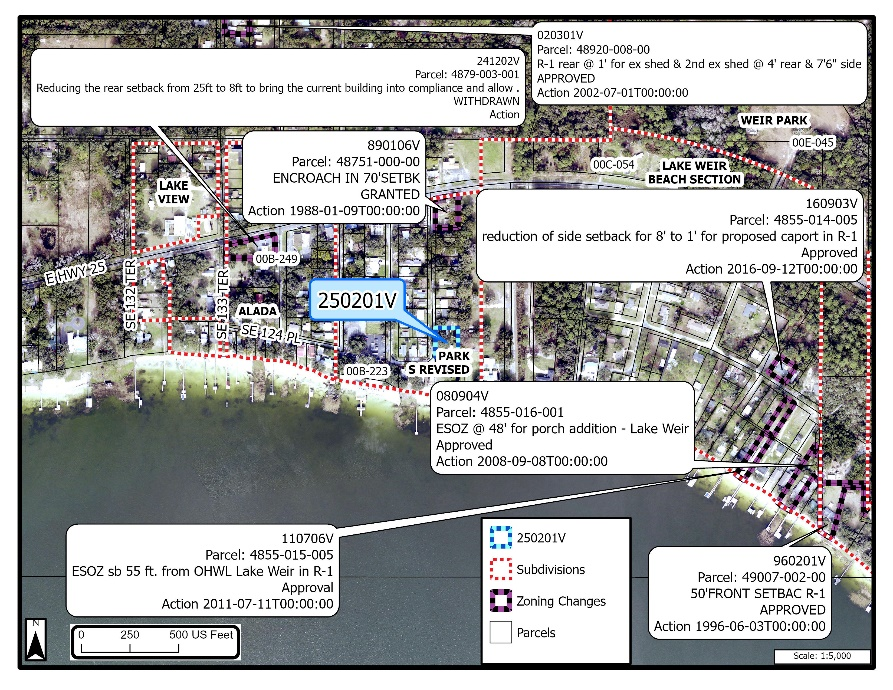 020301V
Parcel: 48920-008-00
R-1 rear @ 1' for ex shed & 2nd ex shed @ 4' rear & 7'6" side
APPROVED
Action 2002-07-01T00:00:00
241202V
Parcel: 4879-003-001
Reducing the rear setback from 25ft to 8ft to bring the current building into compliance and allow .
WITHDRAWN
Action
WEIR PARK
00E-045
890106V
Parcel: 48751-000-00
ENCROACH IN 70'SETBK
GRANTED
Action 1988-01-09T00:00:00
00C-054
LAKE WEIR
BEACH SECTION
LAKE
VIEW
160903V
Parcel: 4855-014-005
reduction of side setback for 8' to 1' for proposed caport in R-1
Approved
Action 2016-09-12T00:00:00
E HWY 25
00B-249
SE 132 TER
SE 133 TER
250201V
ALADA
SE 124 PL
PARK
S REVISED
00B-223
080904V
Parcel: 4855-016-001
ESOZ @ 48' for porch addition - Lake Weir
Approved
Action 2008-09-08T00:00:00
110706V
Parcel: 4855-015-005
ESOZ sb 55 ft. from OHWL Lake Weir in R-1
Approval
Action 2011-07-11T00:00:00
250201V
Subdivisions
Zoning Changes
Parcels
960201V
Parcel: 49007-002-00
50'FRONT SETBAC R-1
APPROVED
Action 1996-06-03T00:00:00
N
0 250 500 US Feet
Scale: 1:5,000